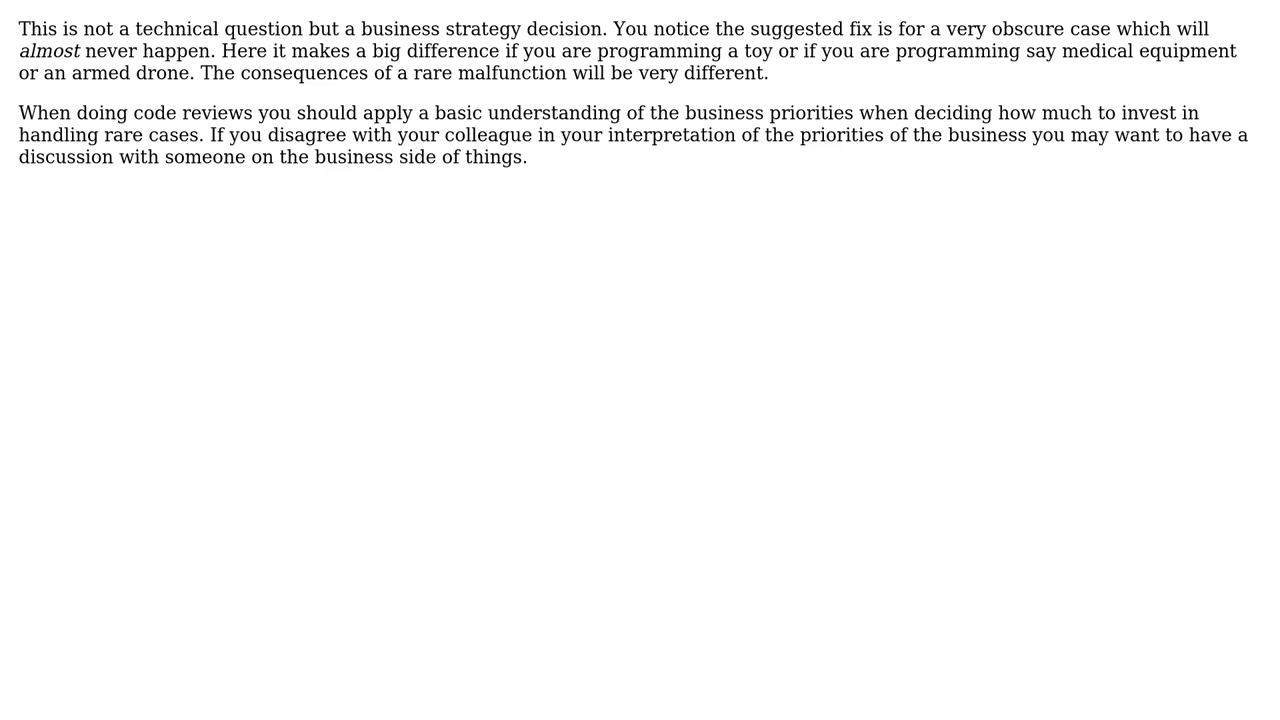 This is not a technical question but a business strategy decision. You notice the suggested fix is for a very obscure case which will
almost never happen. Here it makes a big difference if you are programming a toy or if you are programming say medical equipment
or an armed drone. The consequences of a rare malfunction will be very different.
When doing code reviews you should apply a basic understanding of the business priorities when deciding how much to invest in
handling rare cases. If you disagree with your colleague in your interpretation of the priorities of the business you may want to have a
discussion with someone on the business side of things.